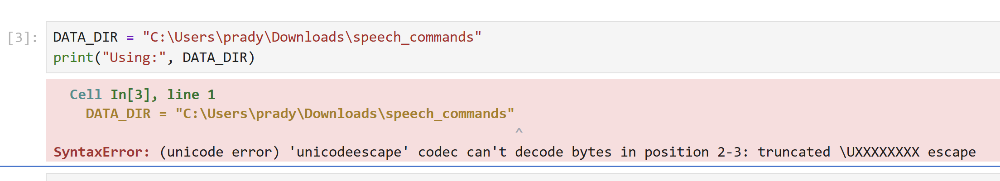 [3]: DATA_DIR = "C:\Users\prady\Downloads\speech_commands"
print("Using:", DATA_DIR)
Cell In[3], line 1
DATA_DIR = "C:\Users\prady\Downloads\speech_commands"
^
SyntaxError: (unicode error) 'unicodeescape' codec can't decode bytes in position 2-3: truncated \UXXXXXXXX escape